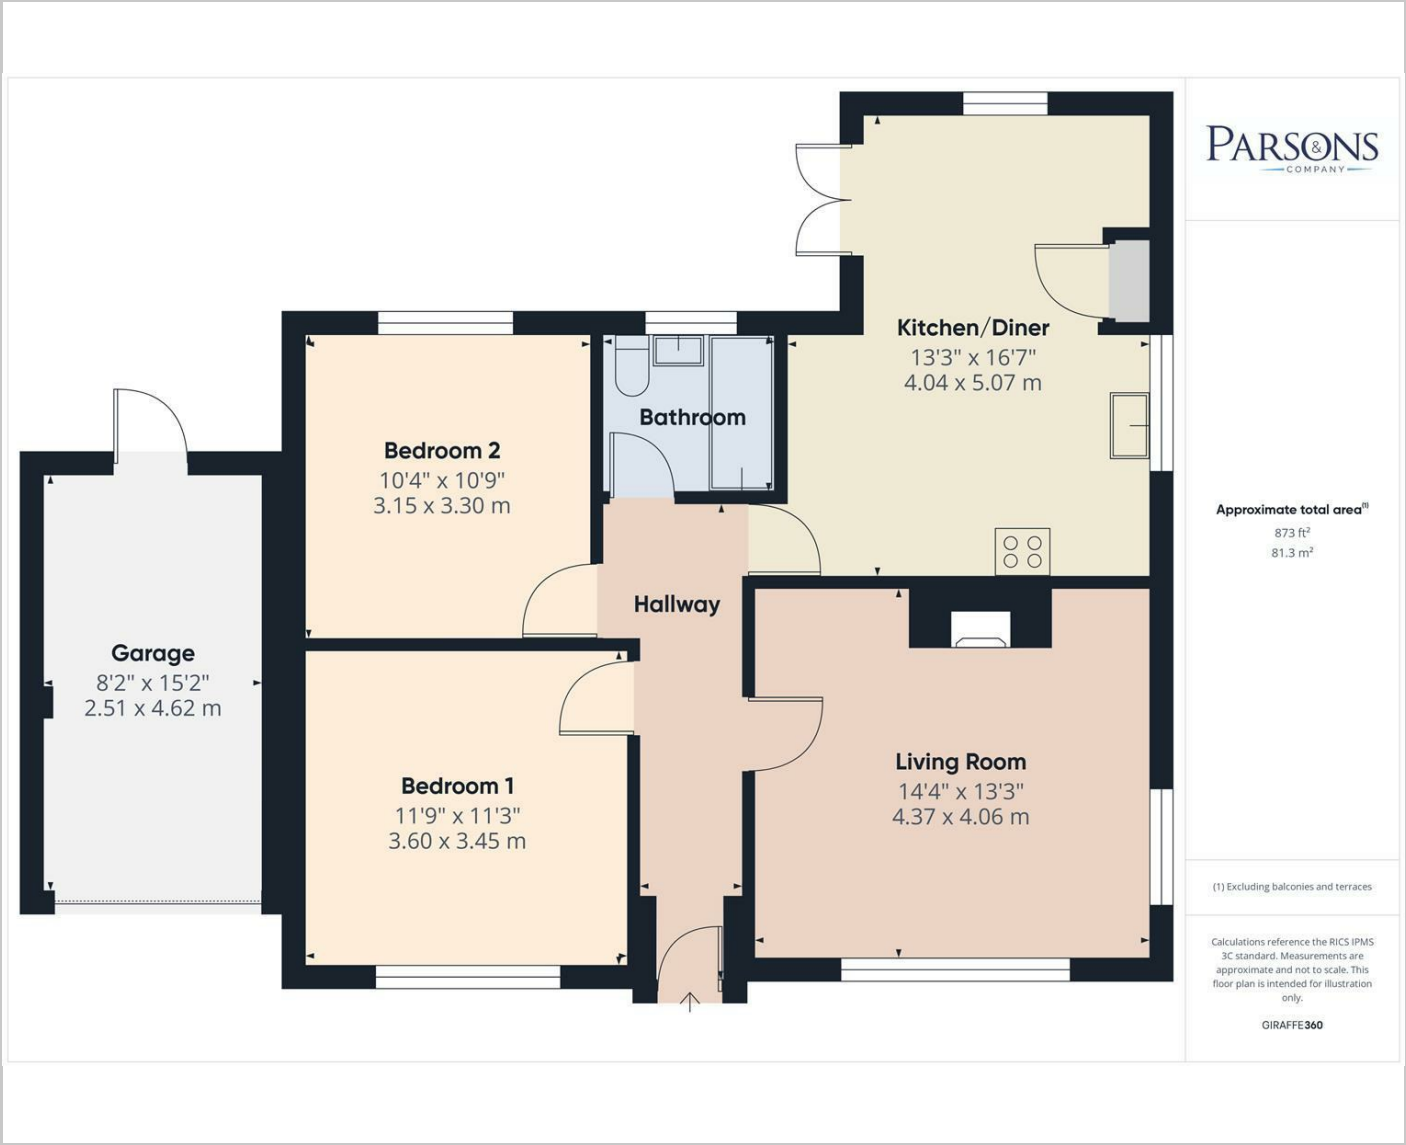 PARSONS
&
COMPANY
Kitchen/Diner
13'3" x 16'7"
4.04 x 5.07 m
Bathroom
Bedroom 2
10'4" x 10'9"
3.15 x 3.30 m
Hallway
Garage
8'2" x 15'2"
2.51 x 4.62 m
Bedroom 1
11'9" x 11'3"
3.60 x 3.45 m
Living Room
14'4" x 13'3"
4.37 x 4.06 m
Approximate total area(1)
873 ft²
81.3 m²
(1) Excluding balconies and terraces
Calculations reference the RICS IPMS
3C standard. Measurements are
approximate and not to scale. This
floor plan is intended for illustration
only.
GIRAFFE360